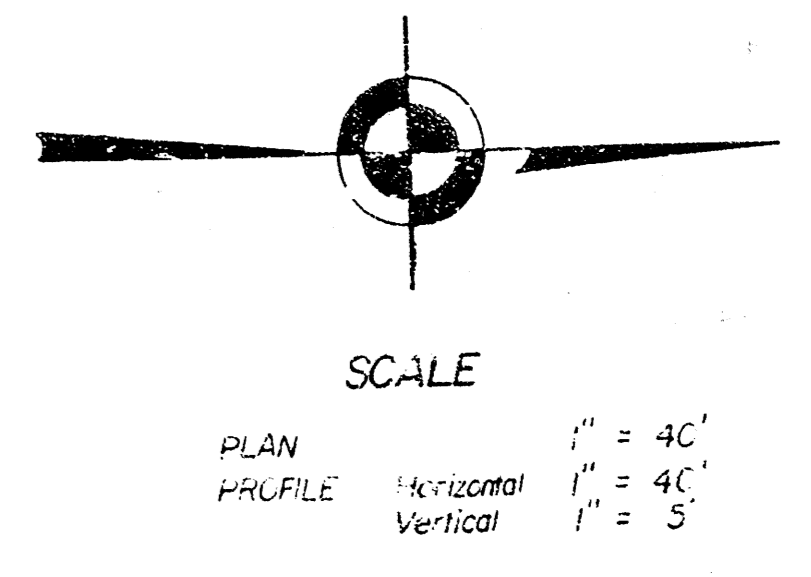 SCALE
PLAN 1" = 40'
PROFILE Horizontal 1" = 40'
Vertical 1" = 5'